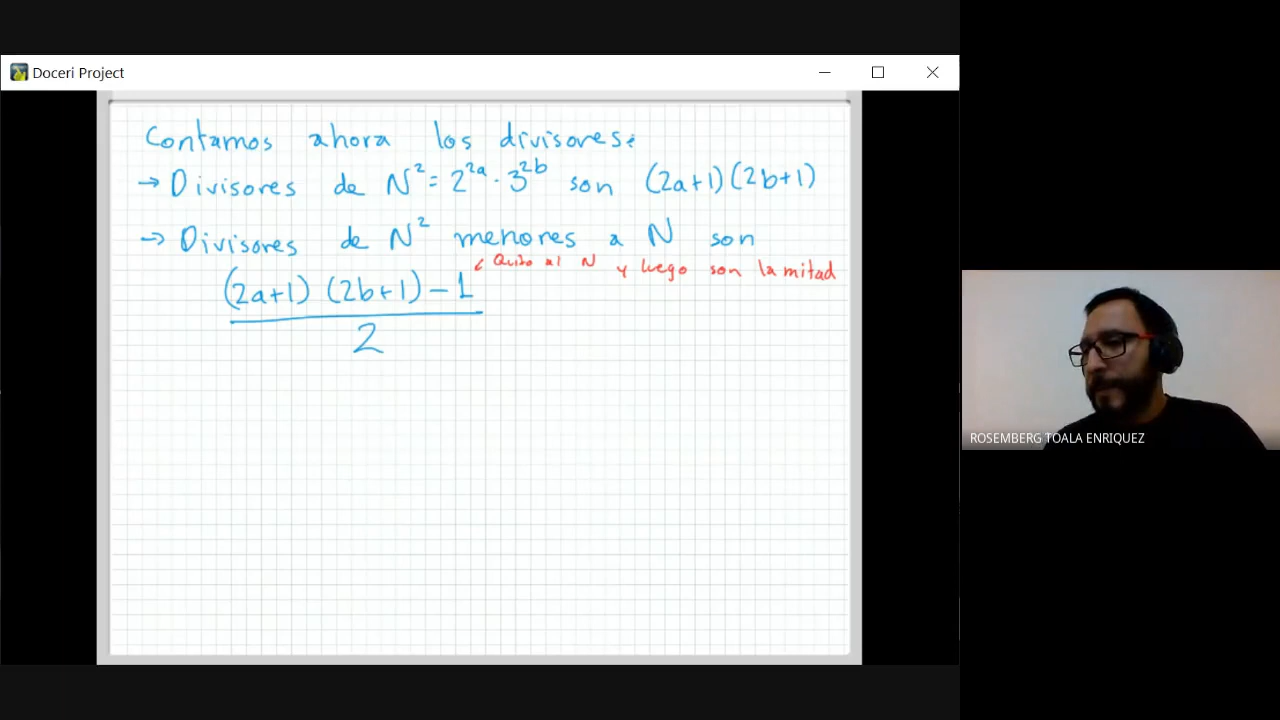 Doceri Project
Contamos ahora los divisores:
→ Divisores de N² = 2^{2a} · 3^{2b} son (2a+1)(2b+1)
→ Divisores de N² menores a N son
Quito al N y luego son la mitad
(2a+1) (2b+1) - 1
2
ROSEMBERG TOALA ENRIQUEZ